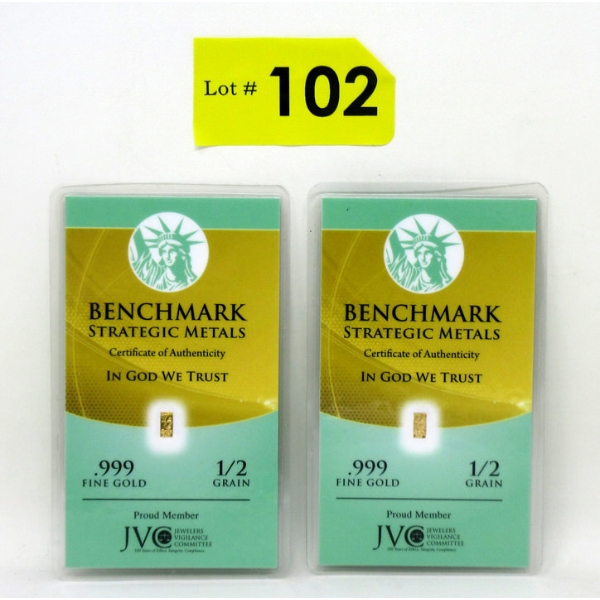 Lot # 102
BENCHMARK
STRATEGIC METALS
Certificate of Authenticity
IN GOD WE TRUST
.999 1/2
FINE GOLD GRAIN
Proud Member
JVC JEWELERS
VIGILANCE
COMMITTEE
BENCHMARK
STRATEGIC METALS
Certificate of Authenticity
IN GOD WE TRUST
.999 1/2
FINE GOLD GRAIN
Proud Member
JVC JEWELERS
VIGILANCE
COMMITTEE